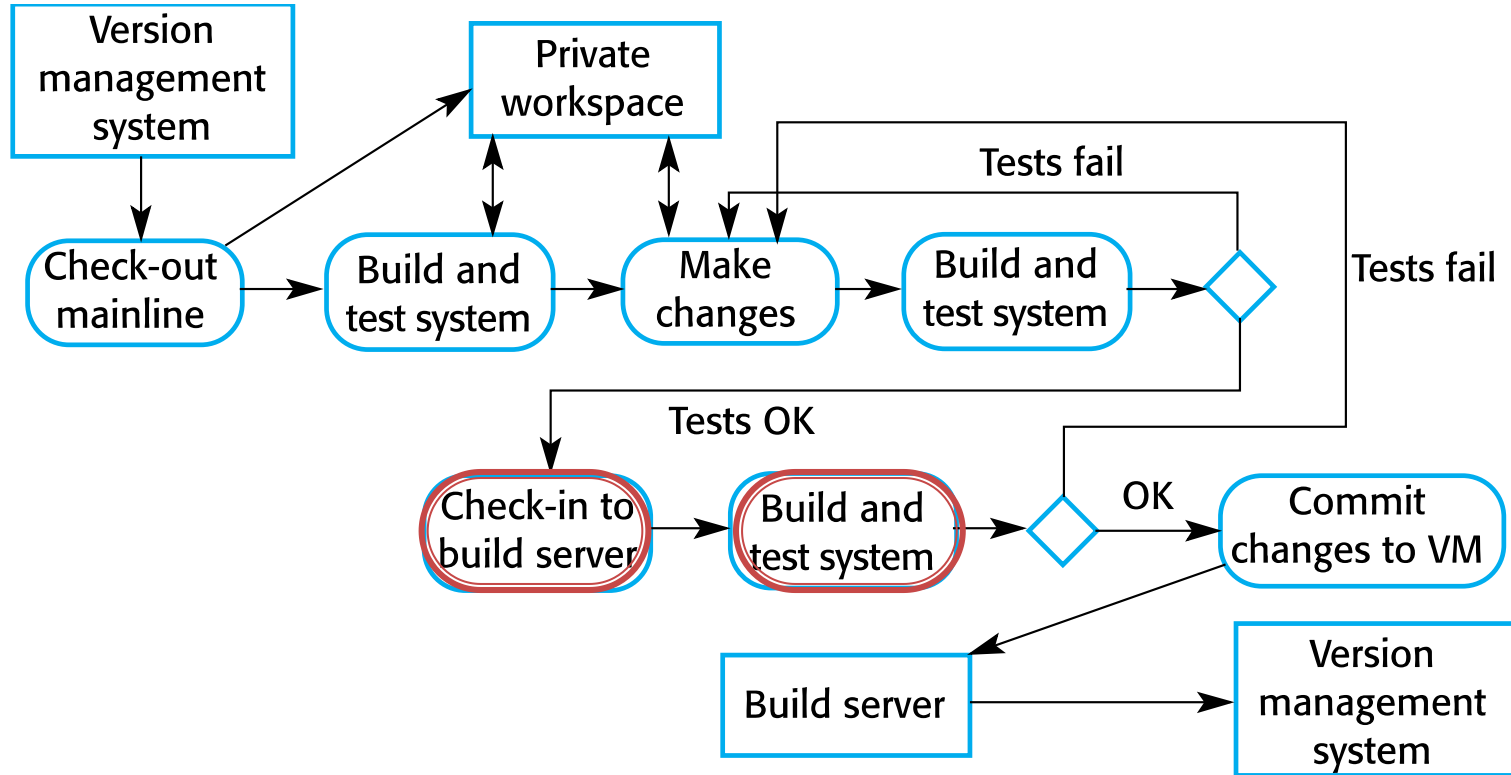 Version
management
system
Private
workspace
Tests fail
Check-out
mainline
Build and
test system
Make
changes
Build and
test system
Tests fail
Tests OK
Check-in to
build server
Build and
test system
OK
Commit
changes to VM
Build server
Version
management
system